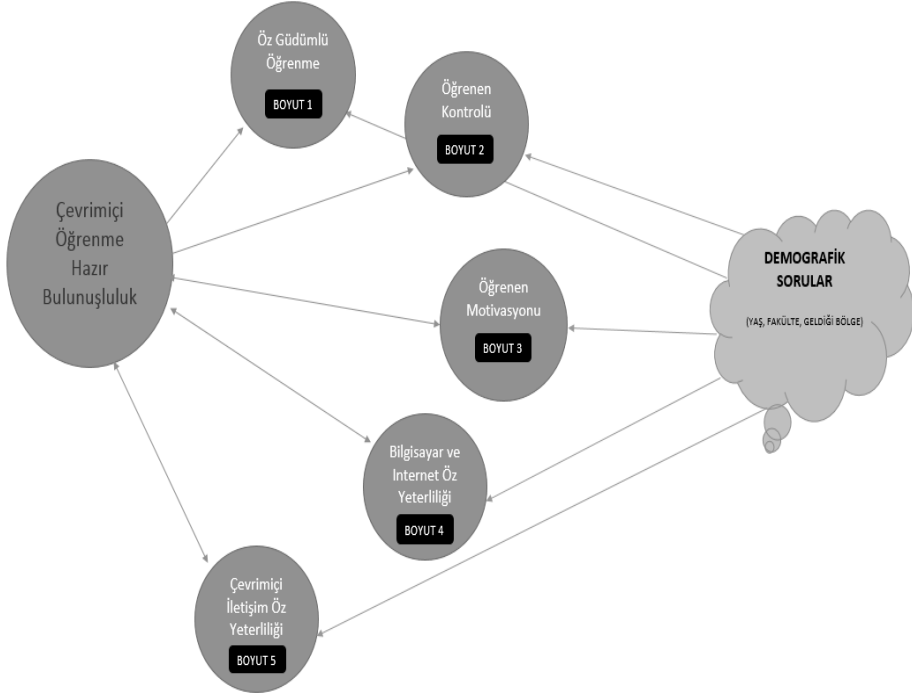 Öz Güdümlü
Öğrenme
BOYUT 1
Öğrenen
Kontrolü
BOYUT 2
Çevrimiçi
Öğrenme
Hazır
Bulunuşluluk
DEMOGRAFİK
SORULAR
(YAŞ, FAKÜLTE, GELDİĞİ BÖLGE)
Öğrenen
Motivasyonu
BOYUT 3
Bilgisayar ve
Internet Öz
Yeterliliği
BOYUT 4
Çevrimiçi
İletişim Öz
Yeterliliği
BOYUT 5